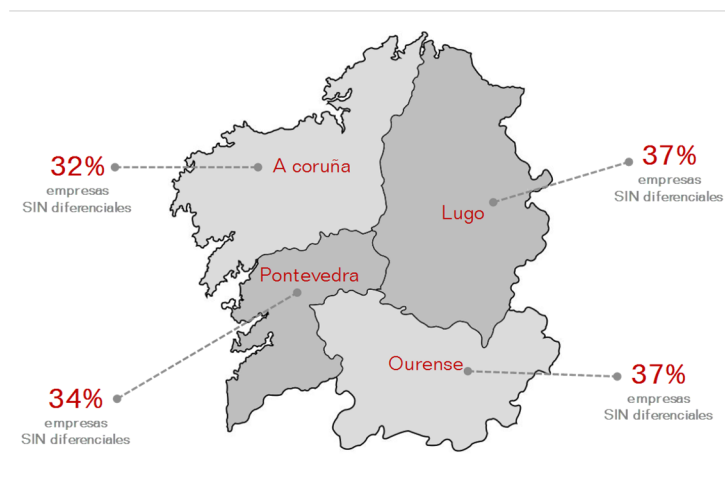 32%
empresas
SIN diferenciales
A coruña
37%
empresas
SIN diferenciales
Lugo
Pontevedra
34%
empresas
SIN diferenciales
Ourense
37%
empresas
SIN diferenciales